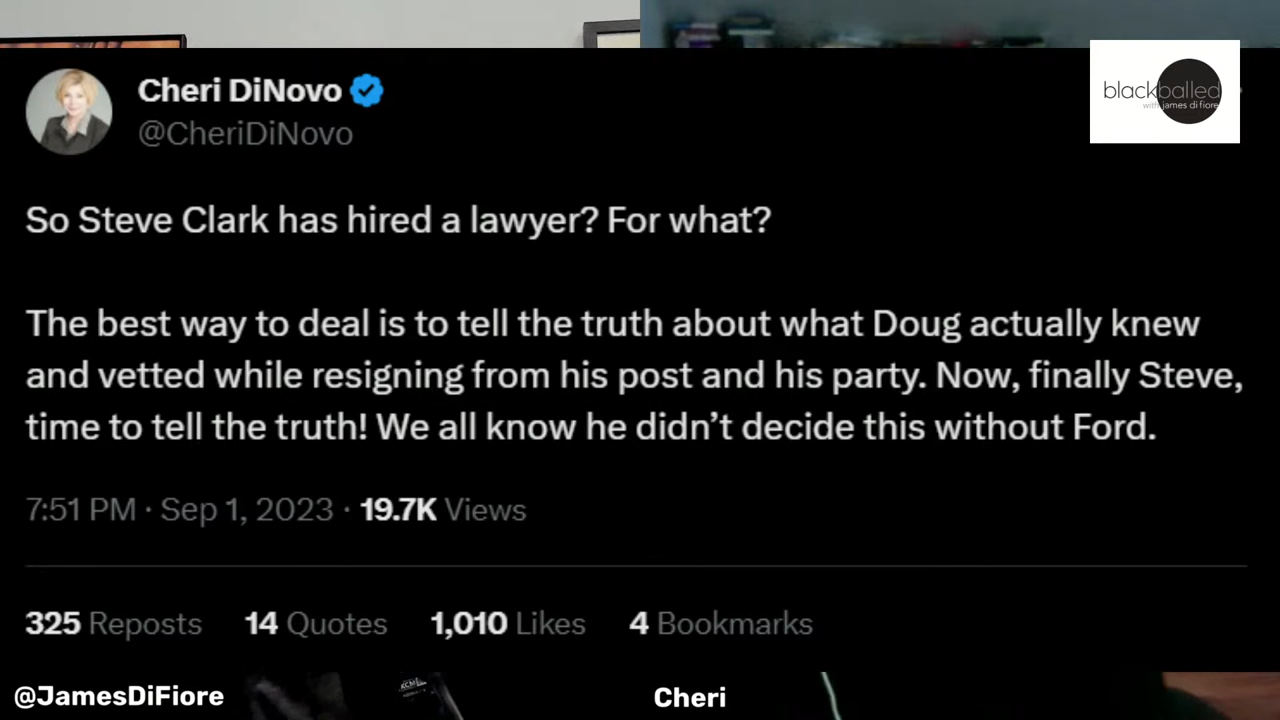 Cheri DiNovo
@CheriDiNovo
blackballed
with james di fiore
So Steve Clark has hired a lawyer? For what?
The best way to deal is to tell the truth about what Doug actually knew
and vetted while resigning from his post and his party. Now, finally Steve,
time to tell the truth! We all know he didn’t decide this without Ford.
7:51 PM · Sep 1, 2023 · 19.7K Views
325 Reposts 14 Quotes 1,010 Likes 4 Bookmarks
@JamesDiFiore
Cheri